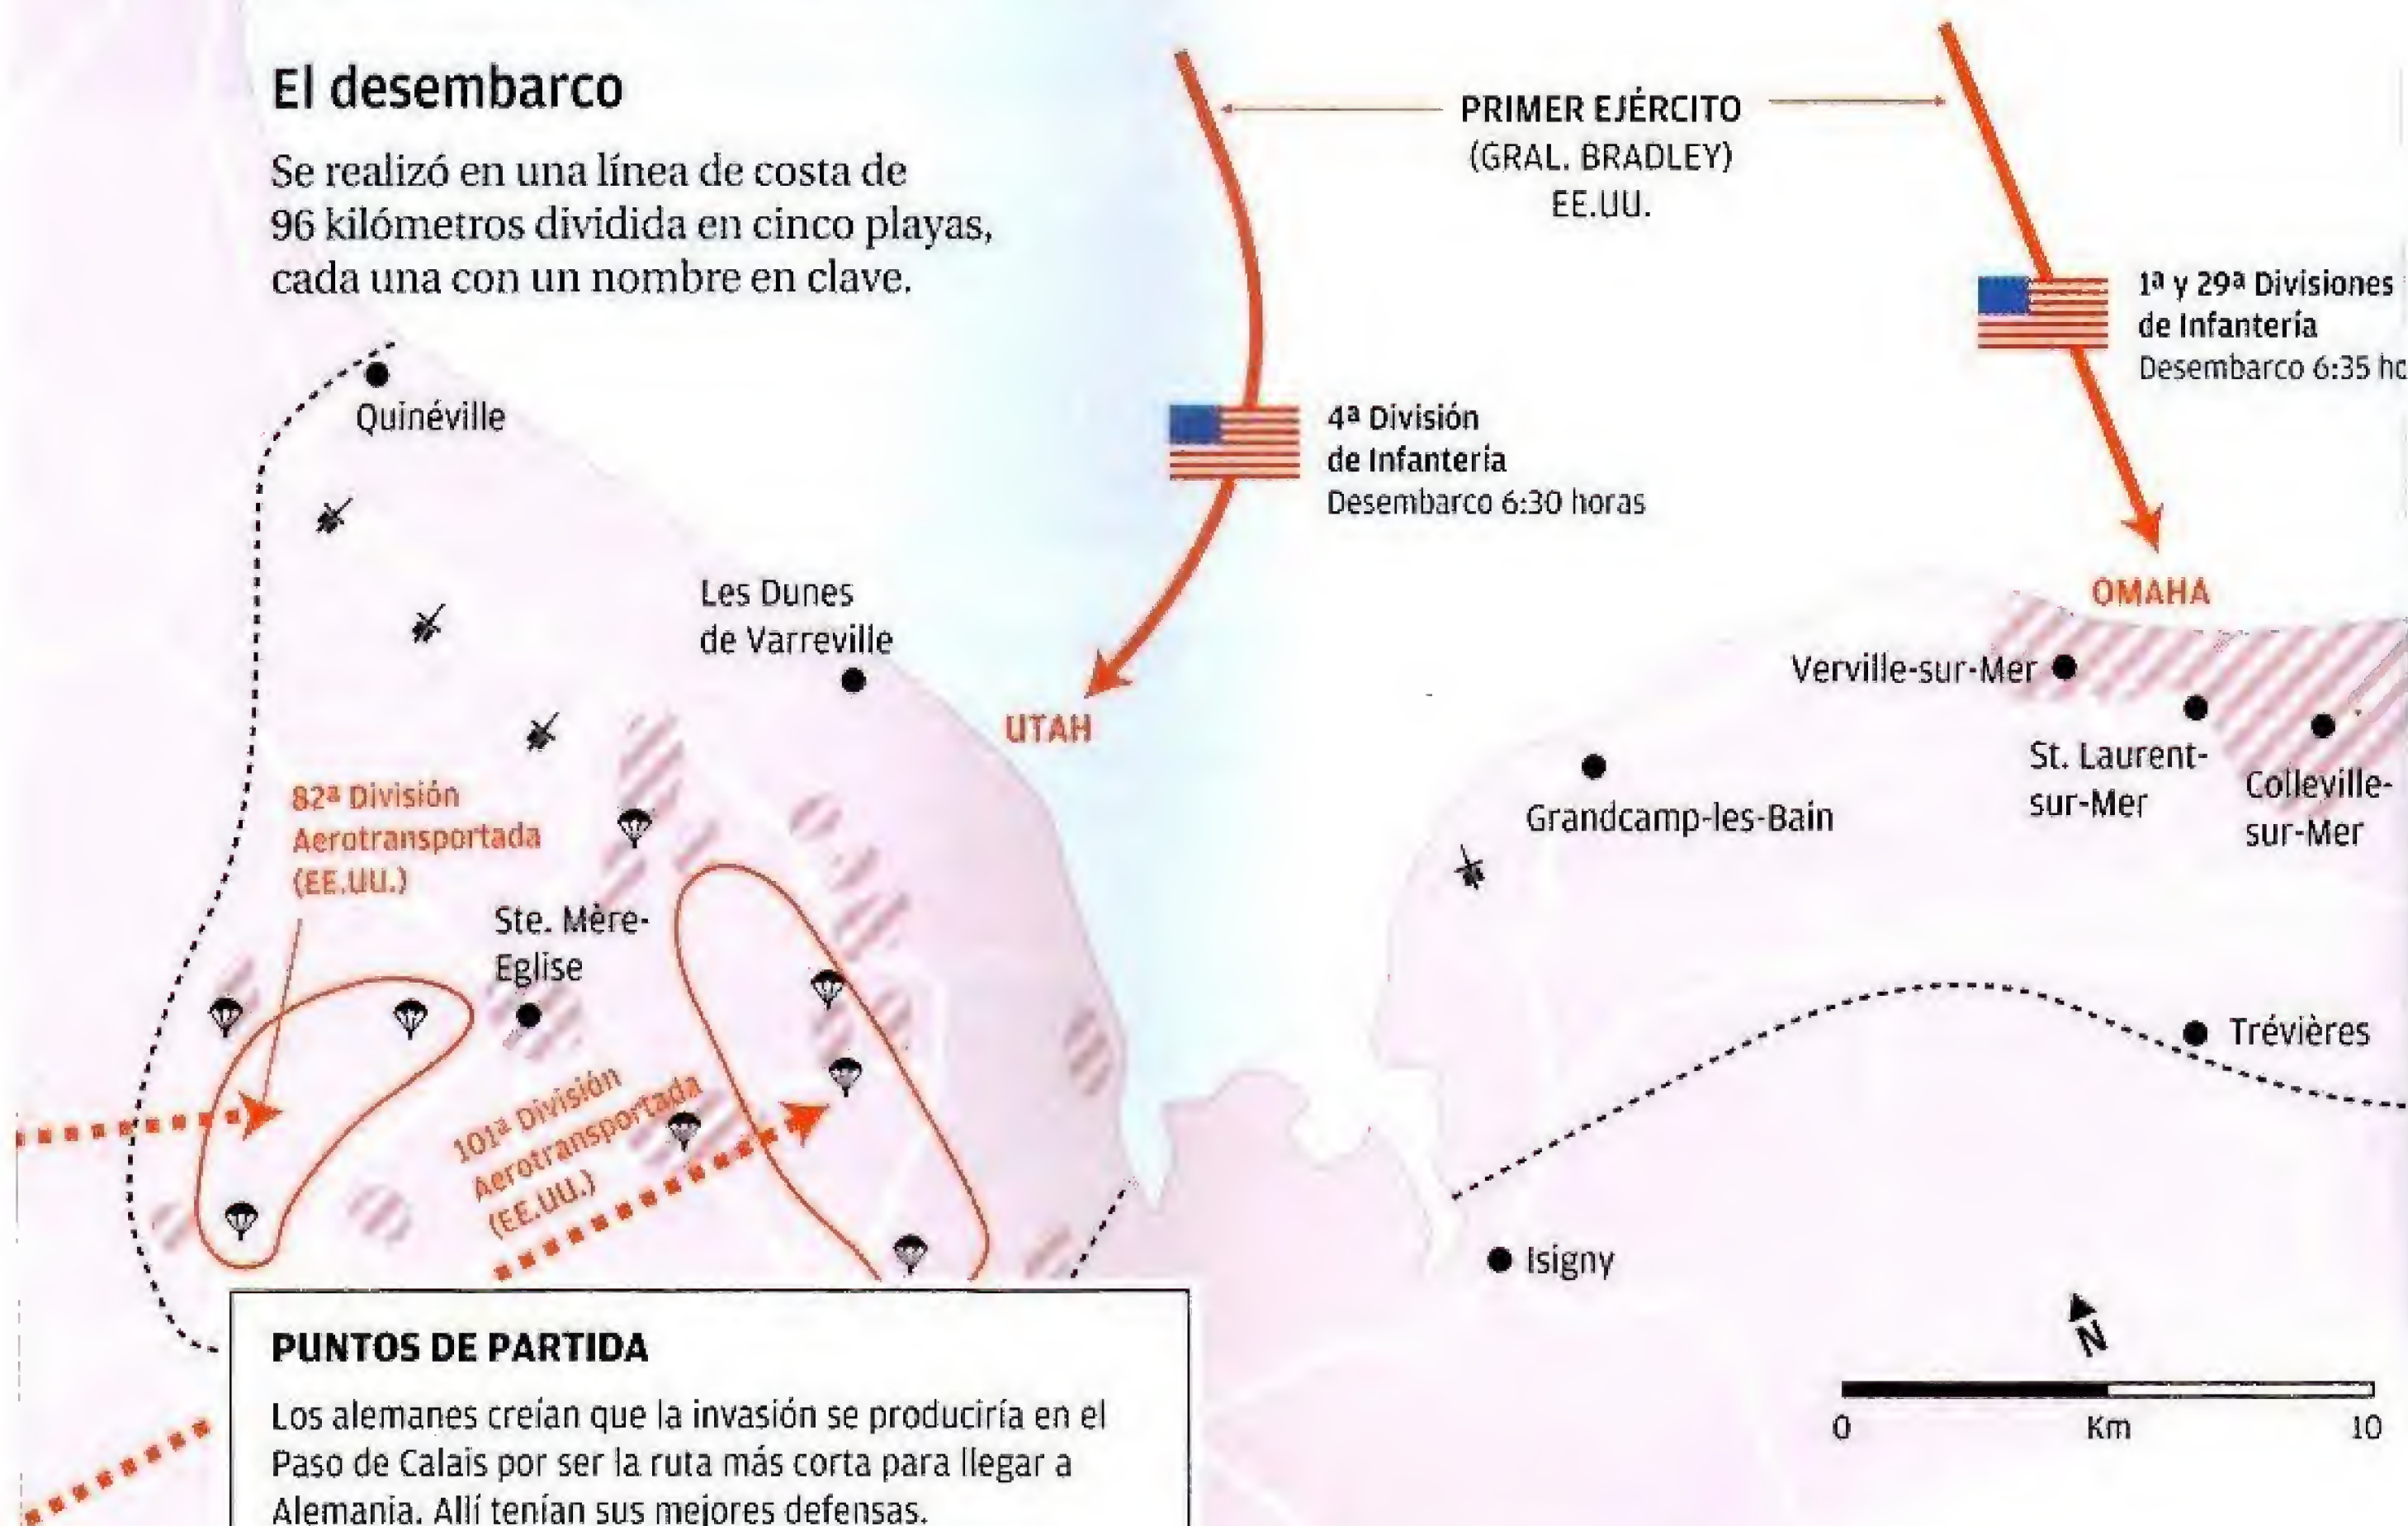 El desembarco
Se realizó en una línea de costa de
96 kilómetros dividida en cinco playas,
cada una con un nombre en clave.
PRIMER EJÉRCITO
(GRAL. BRADLEY)
EE.UU.
1ª y 29ª Divisiones
de Infantería
Desembarco 6:35
4ª División
de Infantería
Desembarco 6:30 horas
Quinéville
Les Dunes
de Varreville
UTAH
OMAHA
Verville-sur-Mer
St. Laurent-
sur-Mer
Colleville-
sur-Mer
Grandcamp-les-Bain
82ª División
Aerotransportada
(EE.UU.)
Ste. Mère-
Eglise
101ª División
Aerotransportada
(EE.UU.)
Trévières
Isigny
N
0 Km 10
PUNTOS DE PARTIDA
Los alemanes creían que la invasión se produciría en el
Paso de Calais por ser la ruta más corta para llegar a
Alemania. Allí tenían sus mejores defensas.